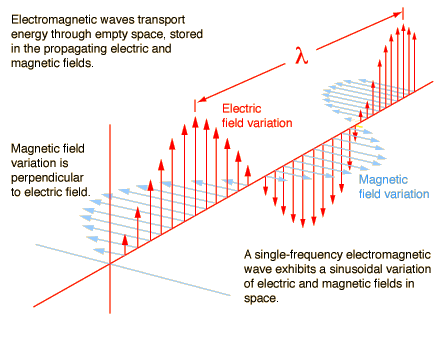 Electromagnetic waves transport
energy through empty space, stored
in the propagating electric and
magnetic fields.
λ
Electric
field variation
Magnetic field
variation is
perpendicular
to electric field.
Magnetic
field variation
A single-frequency electromagnetic
wave exhibits a sinusoidal variation
of electric and magnetic fields in
space.